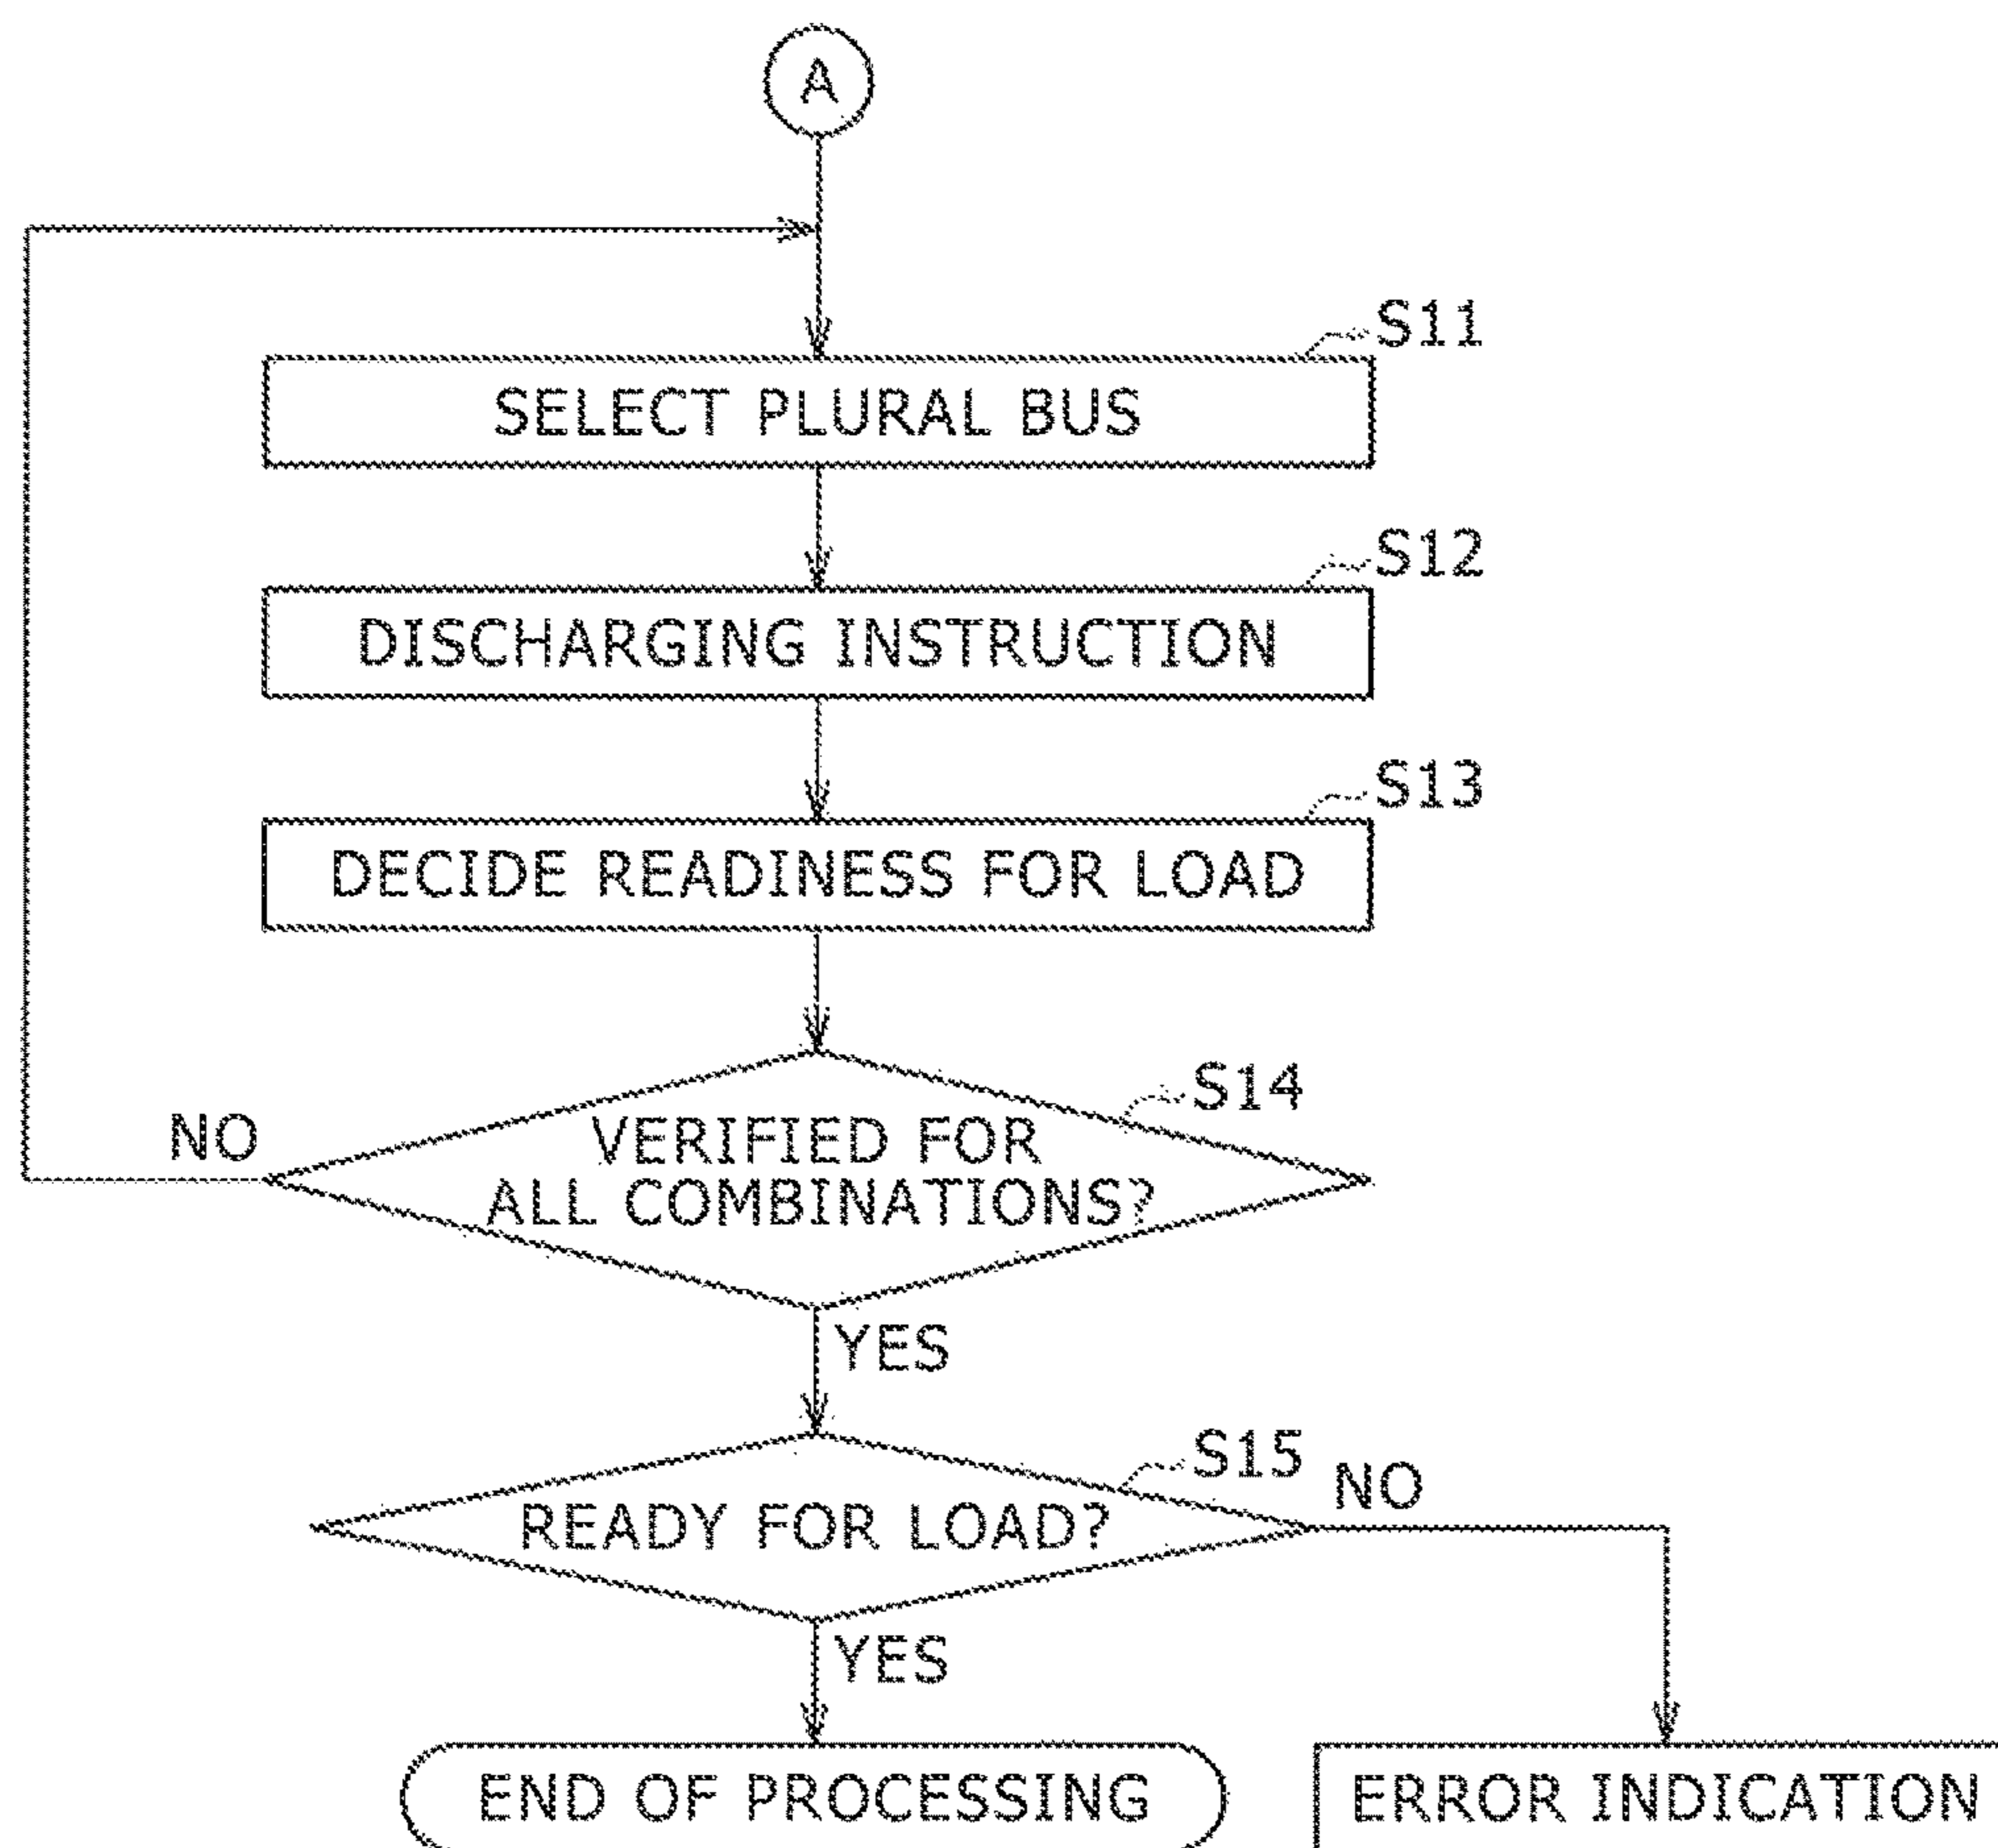 A
S11
SELECT PLURAL BUS
S12
DISCHARGING INSTRUCTION
S13
DECIDE READINESS FOR LOAD
S14
NO
VERIFIED FOR
ALL COMBINATIONS?
YES
S15
NO
READY FOR LOAD?
YES
END OF PROCESSING
ERROR INDICATION